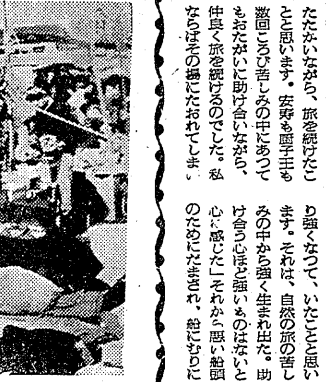 たたかいながら、旅を続けたこ
とと思います。安寿も厨子王も
数回ころび苦しみの中にあつて
もおたがいに助け合いながら、
仲良く旅を続けるのでした。私
ならばその場にたおれてしまい
り強くなつて、いたことと思い
ます。それは、自然の旅の苦し
みの中から強く生まれ出た。助
け合う心ほど強いものはないと
心に感じた」それから悪い船頭
のためにだまされ、船にむりに